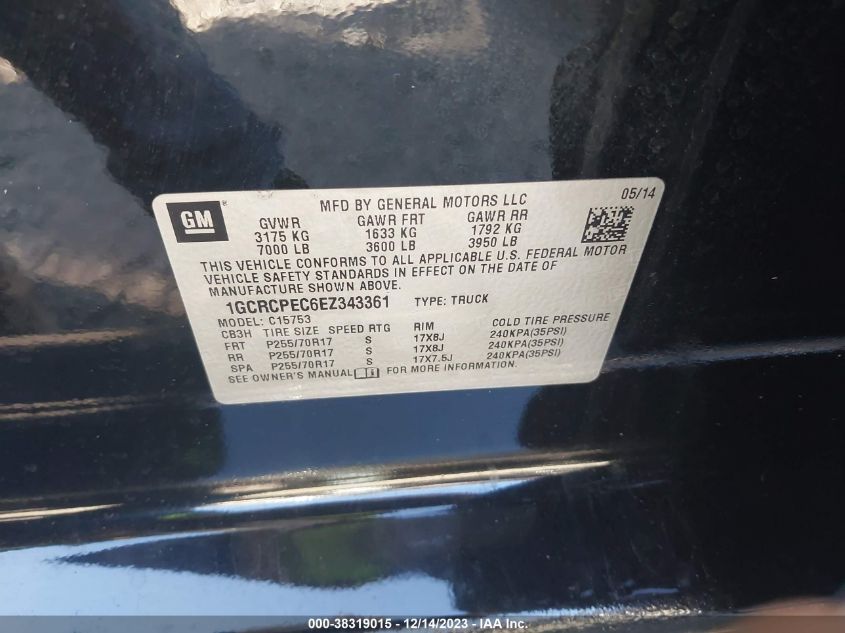 GM ® MFD BY GENERAL MOTORS LLC 05/14
GVWR GAWR FRT GAWR RR
3175 KG 1633 KG 1792 KG
7000 LB 3600 LB 3950 LB
THIS VEHICLE CONFORMS TO ALL APPLICABLE U.S. FEDERAL MOTOR
VEHICLE SAFETY STANDARDS IN EFFECT ON THE DATE OF
MANUFACTURE SHOWN ABOVE.
1GCRCPEC6EZ343361 TYPE: TRUCK
MODEL: C15753
CB3H TIRE SIZE SPEED RTG RIM COLD TIRE PRESSURE
FRT P255/70R17 S 17X8J 240KPA(35PSI)
RR P255/70R17 S 17X8J 240KPA(35PSI)
SPA P255/70R17 S 17X7.5J 240KPA(35PSI)
SEE OWNER'S MANUAL FOR MORE INFORMATION.
000-38319015 - 12/14/2023 - IAA Inc.